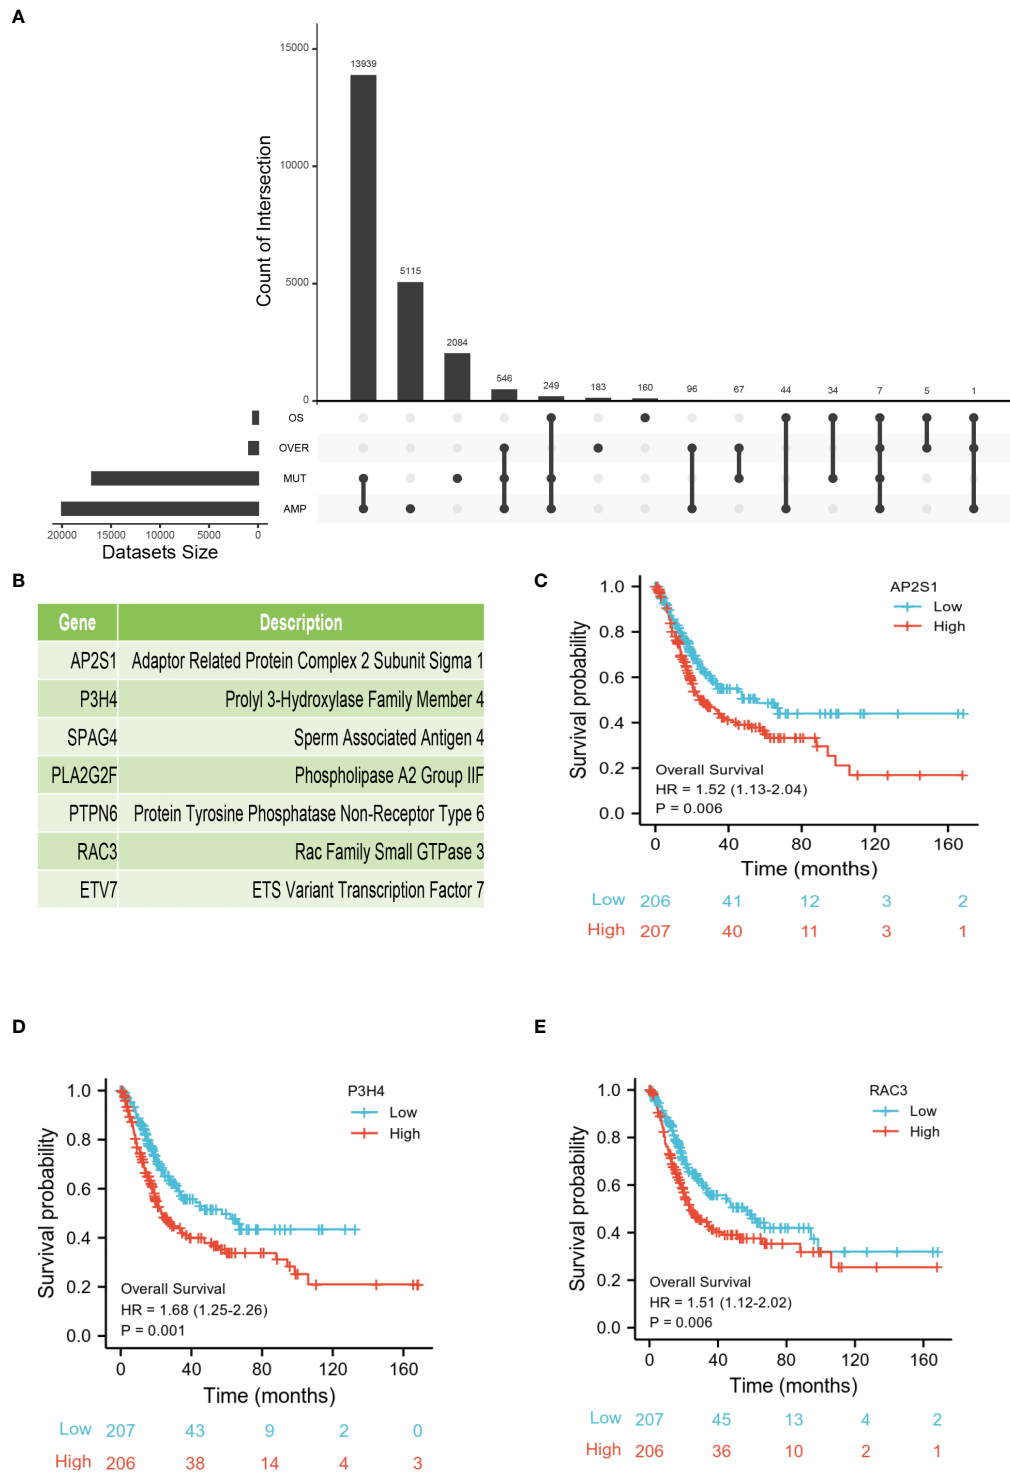 A
15000
13939
10000
Count of Intersection
5115
5000
2084
546
249
183
160
96
67
44
34
7
5
1
0
OS
OVER
MUT
AMP
20000 15000 10000 5000 0
Datasets Size
B
Gene Description
AP2S1 Adaptor Related Protein Complex 2 Subunit Sigma 1
P3H4 Prolyl 3-Hydroxylase Family Member 4
SPAG4 Sperm Associated Antigen 4
PLA2G2F Phospholipase A2 Group IIF
PTPN6 Protein Tyrosine Phosphatase Non-Receptor Type 6
RAC3 Rac Family Small GTPase 3
ETV7 ETS Variant Transcription Factor 7
C
AP2S1
Low
High
1.0
0.8
0.6
0.4
0.2
0.0
Survival probability
Overall Survival
HR = 1.52 (1.13-2.04)
P = 0.006
0 40 80 120 160
Time (months)
Low 206 41 12 3 2
High 207 40 11 3 1
D
P3H4
Low
High
1.0
0.8
0.6
0.4
0.2
0.0
Survival probability
Overall Survival
HR = 1.68 (1.25-2.26)
P = 0.001
0 40 80 120 160
Time (months)
Low 207 43 9 2 0
High 206 38 14 4 3
E
RAC3
Low
High
1.0
0.8
0.6
0.4
0.2
0.0
Survival probability
Overall Survival
HR = 1.51 (1.12-2.02)
P = 0.006
0 40 80 120 160
Time (months)
Low 207 45 13 4 2
High 206 36 10 2 1